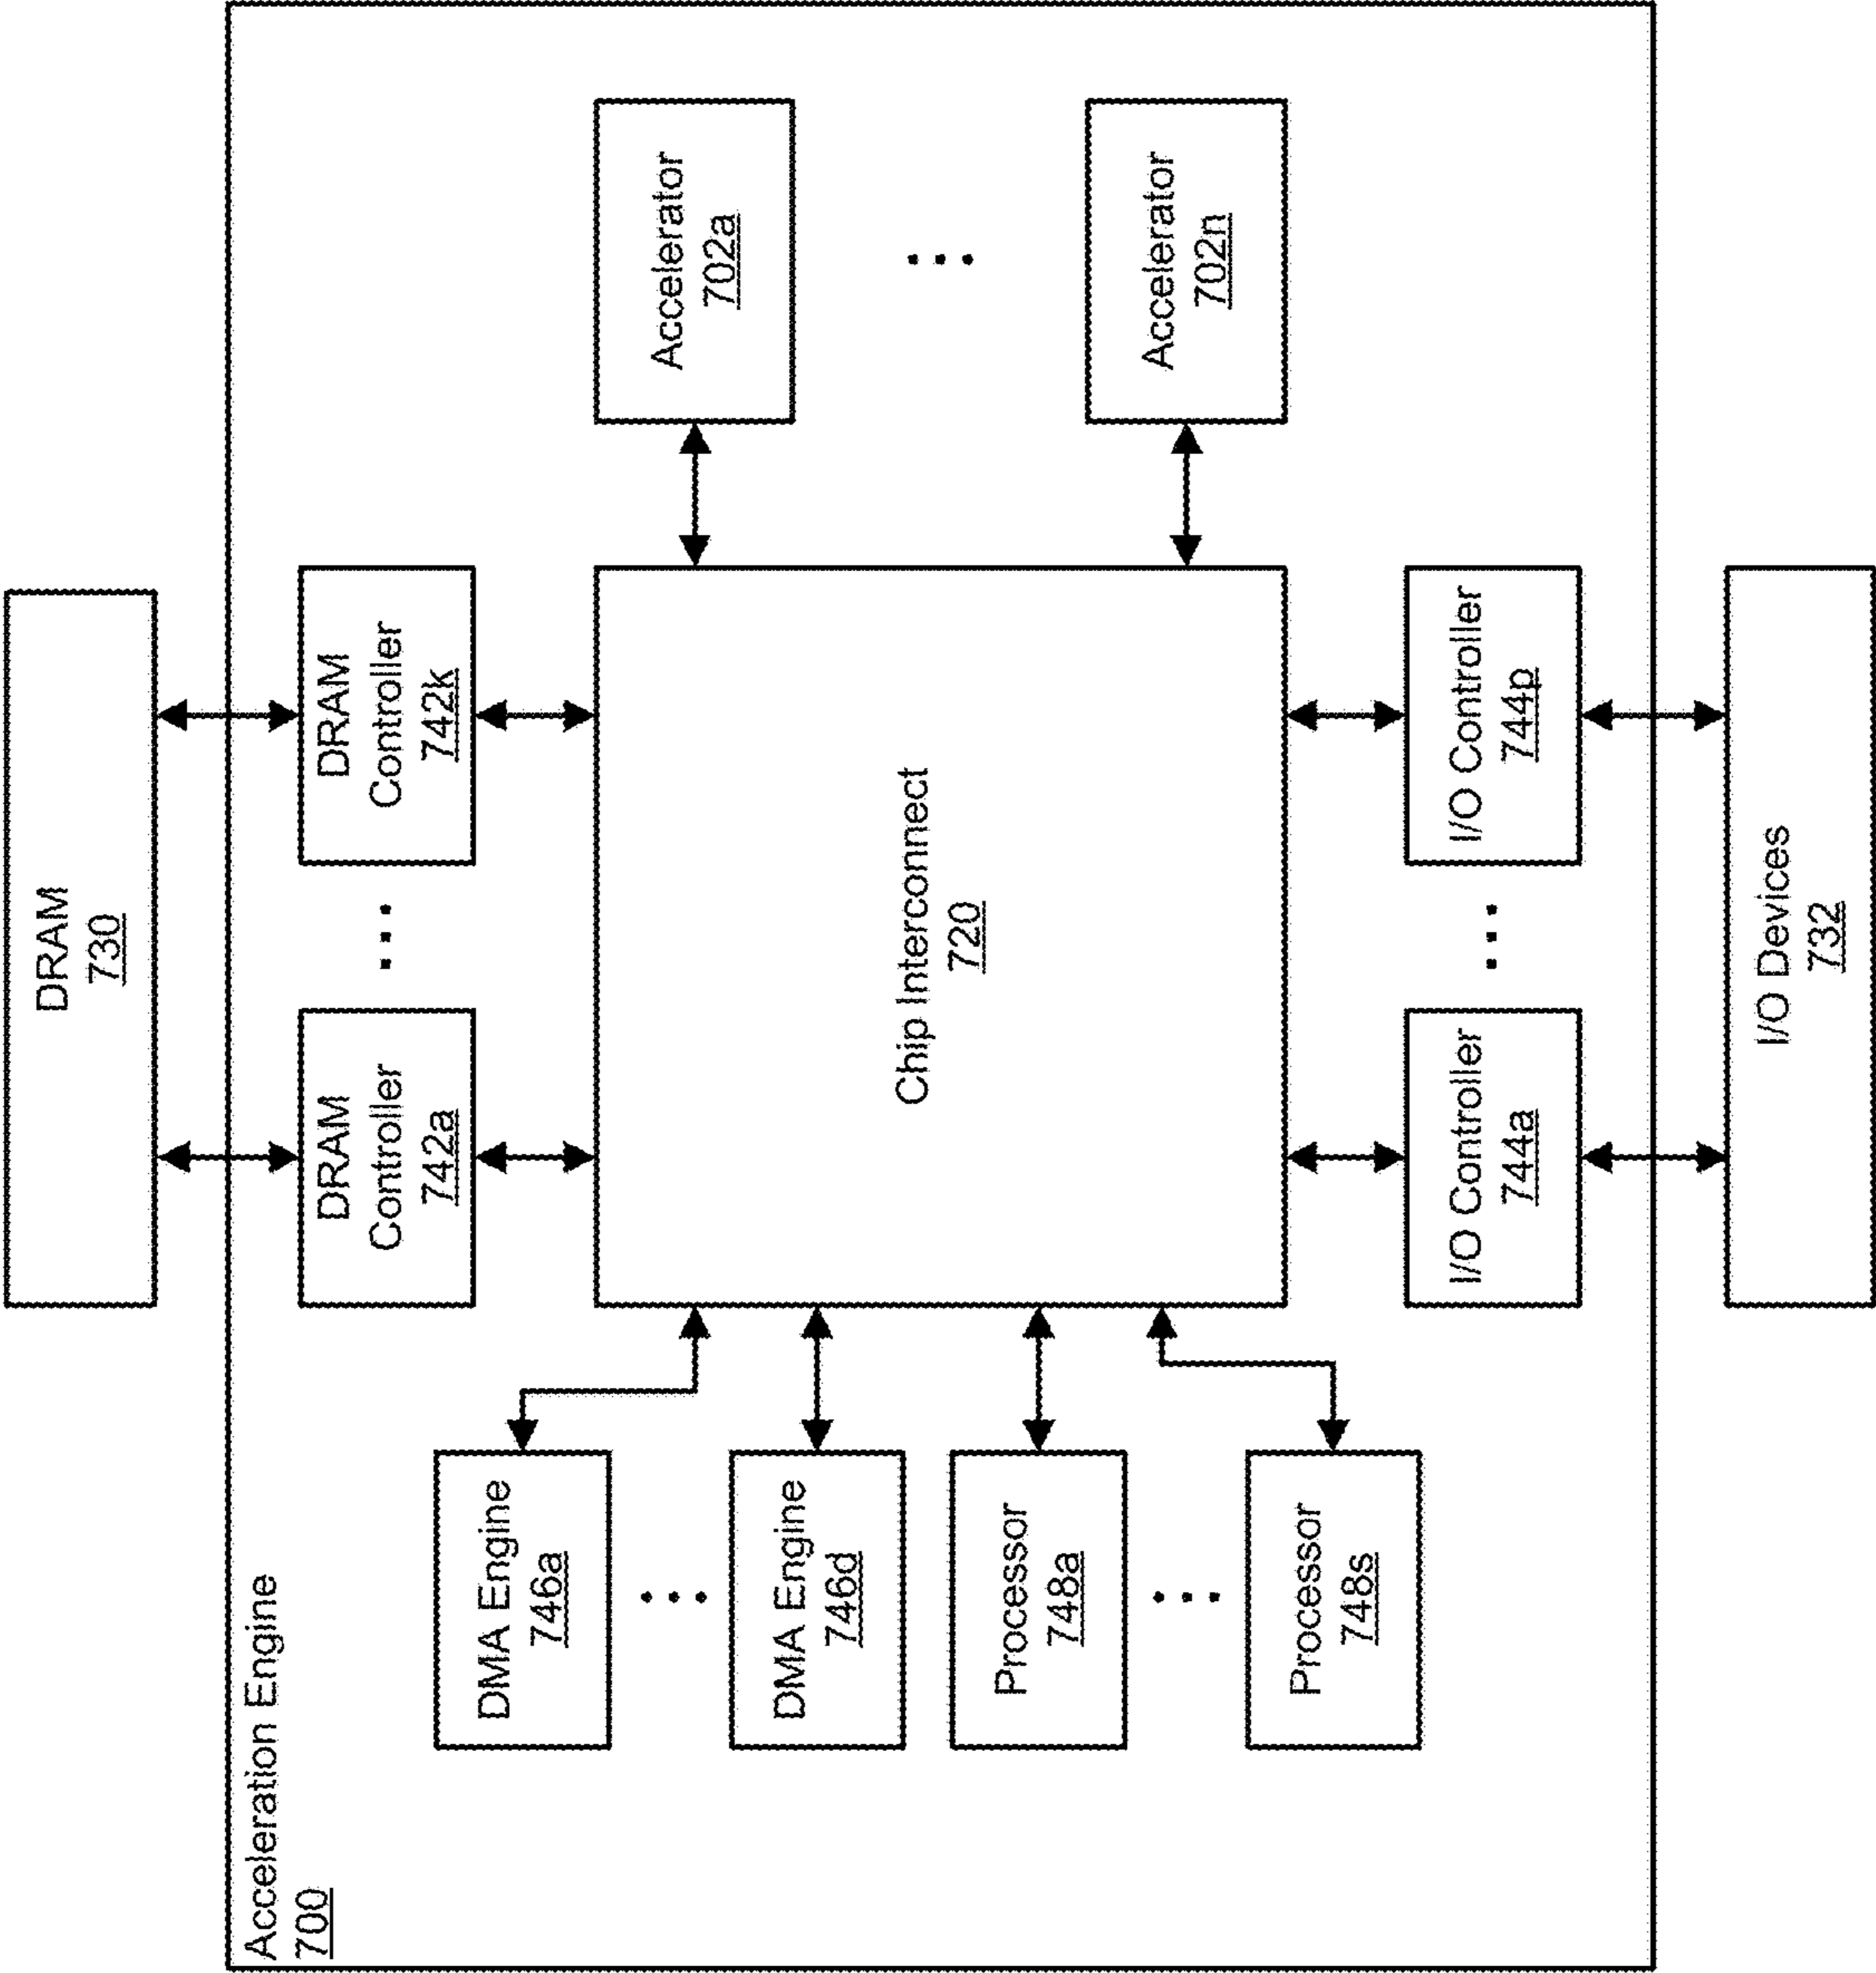 Acceleration Engine
700
DRAM
730
DRAM
Controller
742a
DRAM
Controller
742k
DMA Engine
746a
DMA Engine
746d
Processor
748a
Processor
748s
Chip Interconnect
720
Accelerator
702a
Accelerator
702n
I/O Controller
744a
I/O Controller
744p
I/O Devices
732